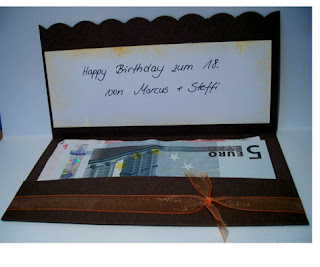 Happy Birthday zum 18.
von Marcus + Steffi
5 EURO